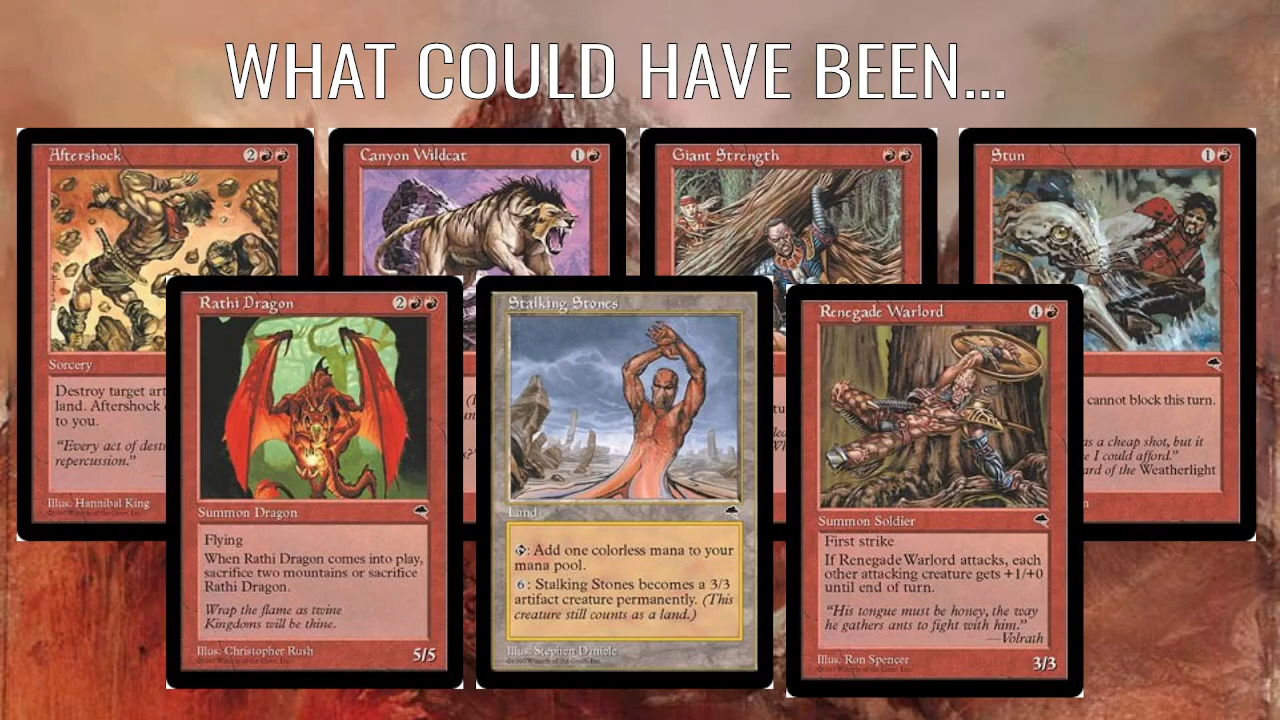 WHAT COULD HAVE BEEN...
Aftershock 2
Canyon Wildcat 1
Giant Strength
Stun 1
Sorcery
Destroy target art
land. Aftershock
to you.
"Every act of dest
repercussion."
Illus. Hannibal King
cannot block this turn.
as a cheap shot, but it
I could afford."
ard of the Weatherlight
Rathi Dragon 2
Summon Dragon
Flying
When Rathi Dragon comes into play,
sacrifice two mountains or sacrifice
Rathi Dragon.
Wrap the flame as twine
Kingdoms will be thine.
Illus. Christopher Rush
5/5
Stalking Stones
Land
: Add one colorless mana to your
mana pool.
6: Stalking Stones becomes a 3/3
artifact creature permanently. (This
creature still counts as a land.)
Illus. Stephen Daniele
Renegade Warlord 4
Summon Soldier
First strike
If Renegade Warlord attacks, each
other attacking creature gets +1/+0
until end of turn.
"His tongue must be honey, the way
he gathers ants to fight with him."
—Volrath
Illus. Ron Spencer
3/3